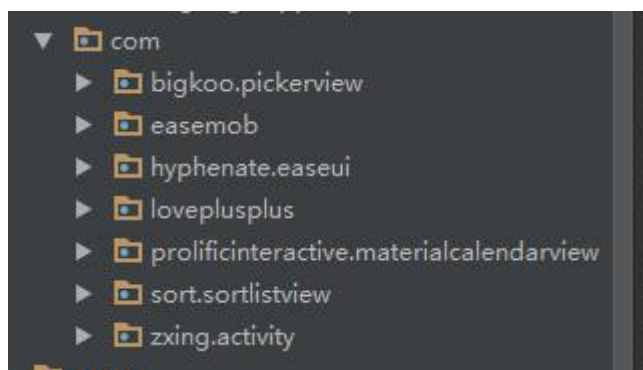 com
bigkoo.pickerview
easemob
hyphenate.easeui
loveplusplus
prolificinteractive.materialcalendarview
sort.sortlistview
zxing.activity